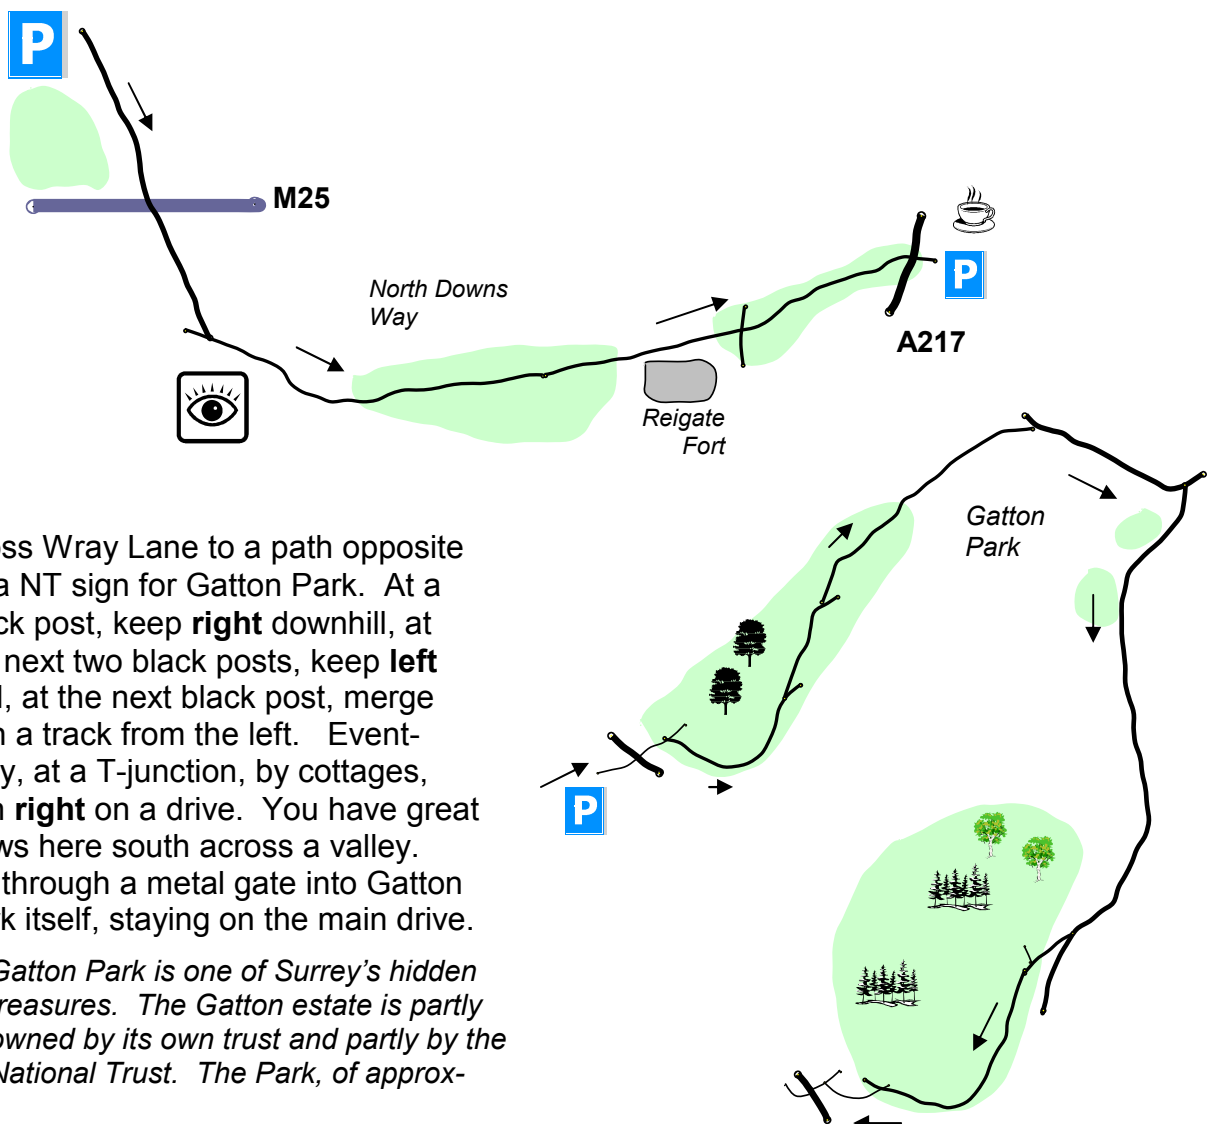 P
M25
North Downs
Way
P
A217
Reigate
Fort
Gatton
Park
oss Wray Lane to a path opposite
a NT sign for Gatton Park. At a
ck post, keep right downhill, at
next two black posts, keep left
l, at the next black post, merge
n a track from the left. Event-
y, at a T-junction, by cottages,
n right on a drive. You have great
ws here south across a valley.
through a metal gate into Gatton
k itself, staying on the main drive.
P
Gatton Park is one of Surrey’s hidden
reasures. The Gatton estate is partly
owned by its own trust and partly by the
National Trust. The Park, of approx-